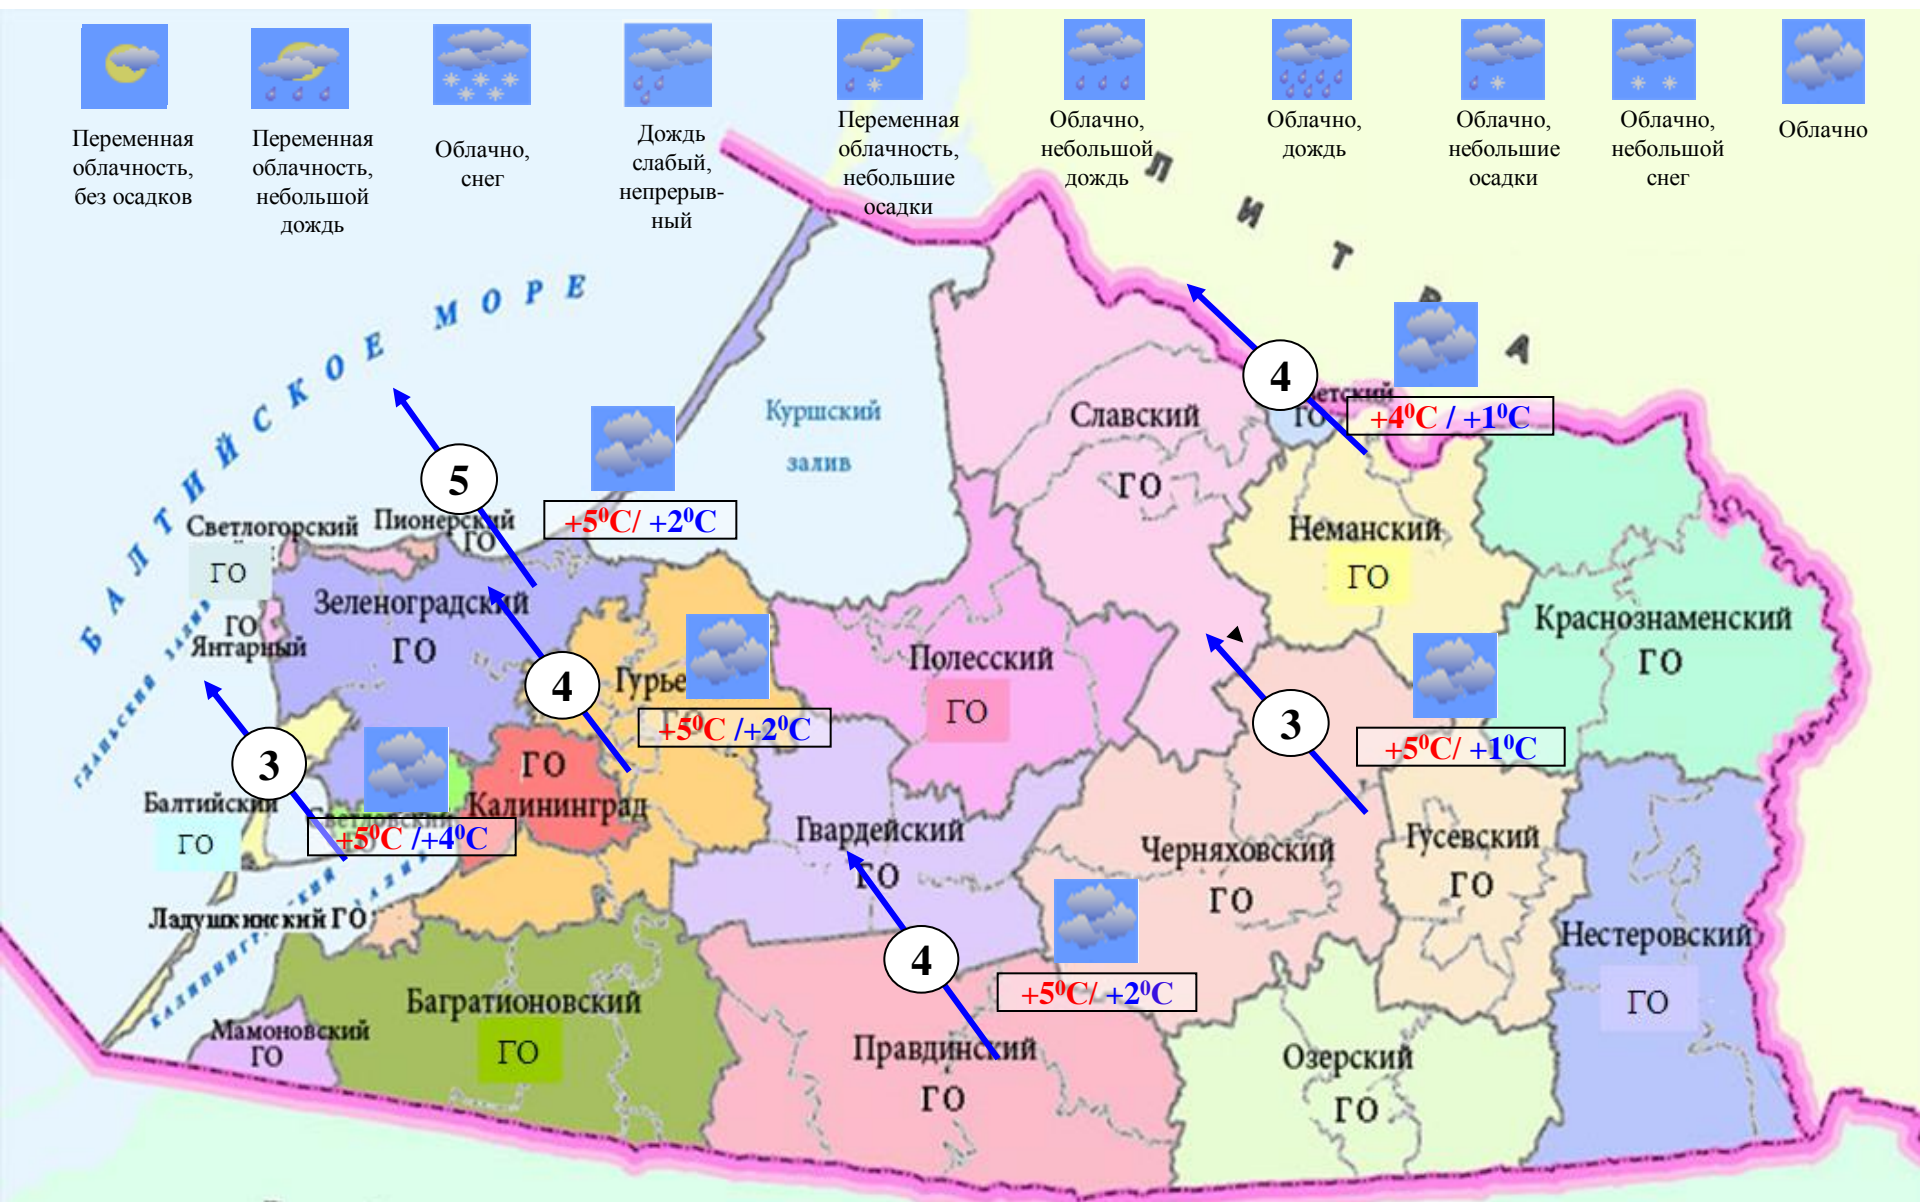 Переменная
облачность,
без осадков
Переменная
облачность,
небольшой
дождь
Облачно,
снег
Дождь
слабый,
непрерыв-
ный
Переменная
облачность,
небольшие
осадки
Облачно,
небольшой
дождь
Облачно,
дождь
Облачно,
небольшие
осадки
Облачно,
небольшой
снег
Облачно
ЛИТВА
БАЛТИЙСКОЕ МОРЕ
Куршский
залив
4
+4⁰C / +1⁰C
Славский
ГО
ГО
5
+5⁰C/ +2⁰C
Светлогорский
ГО
Пионерский
ГО
Неманский
ГО
Зеленоградский
ГО
ГО
Янтарный
Краснознаменский
ГО
Полесский
ГО
4
+5⁰C /+2⁰C
3
+5⁰C/ +1⁰C
3
+5⁰C /+4⁰C
ГО
Калининград
Балтийский
ГО
Гвардейский
ГО
Черняховский
ГО
Гусевский
ГО
Ладушкинский ГО
Нестеровский
ГО
4
+5⁰C/ +2⁰C
Багратионовский
ГО
Мамоновский
ГО
Правдинский
ГО
Озерский
ГО